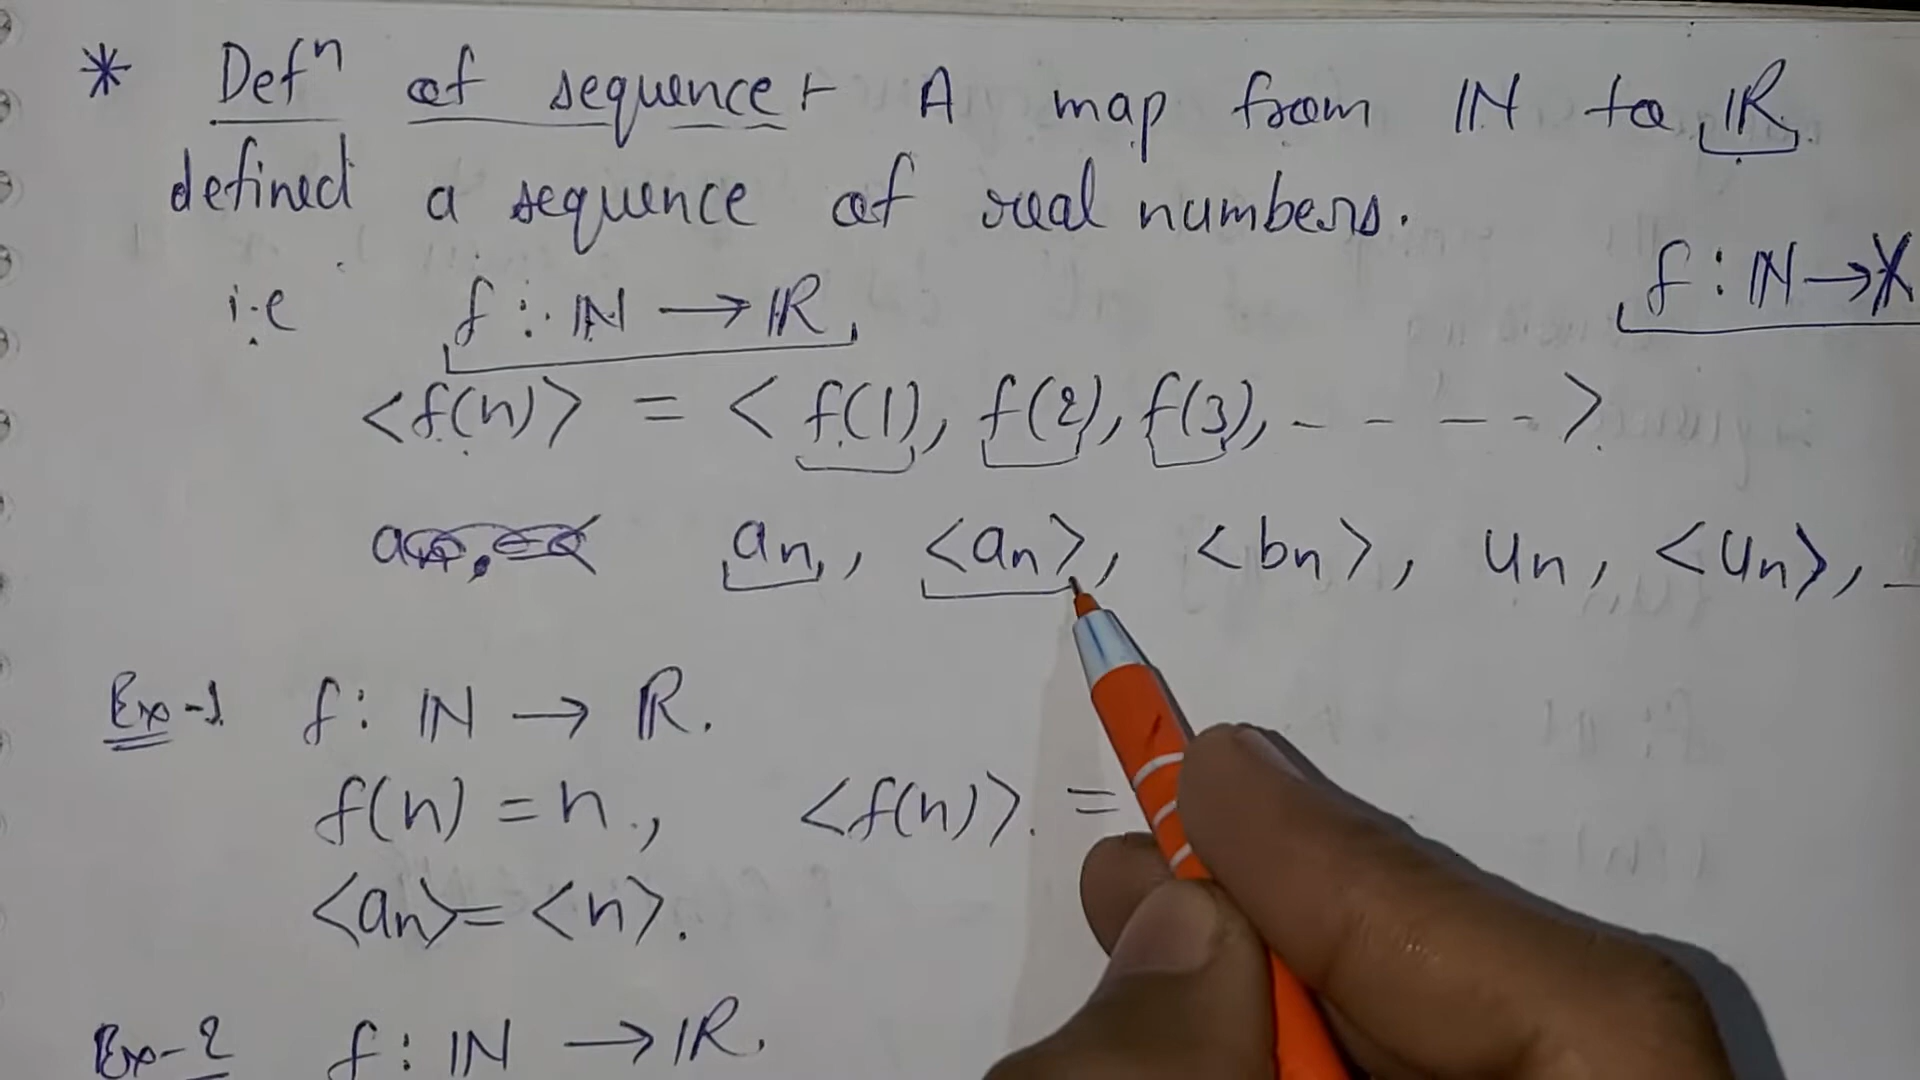 * Defⁿ of sequence:- A map from ℕ to ℝ
defined a sequence of real numbers.
i.e f : ℕ → ℝ, f : ℕ → X
<f(n)> = < f(1), f(2), f(3), - - - - >
aₙ, <aₙ>, <bₙ>, uₙ, <uₙ>, _
Ex-1 f : ℕ → ℝ.
f(n) = n, <f(n)> =
<aₙ> = <n>.
Ex-2 f : ℕ → ℝ.